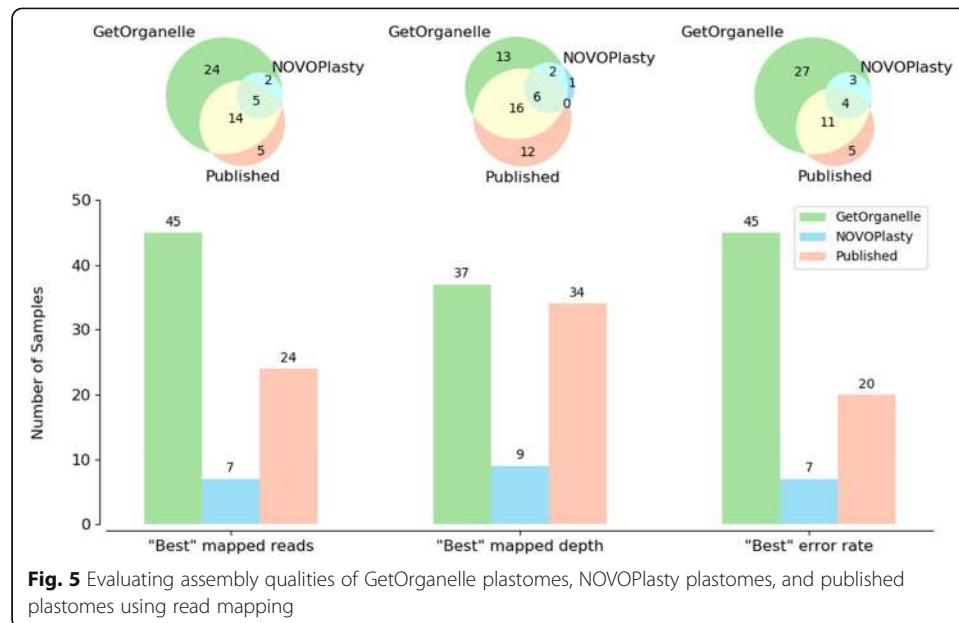 GetOrganelle
24
2
NOVOPlasty
5
14
5
Published
GetOrganelle
13
2
NOVOPlasty
1
6
0
16
12
Published
GetOrganelle
27
3
NOVOPlasty
4
11
5
Published
Number of Samples
50
40
30
20
10
0
45
7
24
37
9
34
45
7
20
GetOrganelle
NOVOPlasty
Published
"Best" mapped reads
"Best" mapped depth
"Best" error rate
Fig. 5 Evaluating assembly qualities of GetOrganelle plastomes, NOVOPlasty plastomes, and published
plastomes using read mapping